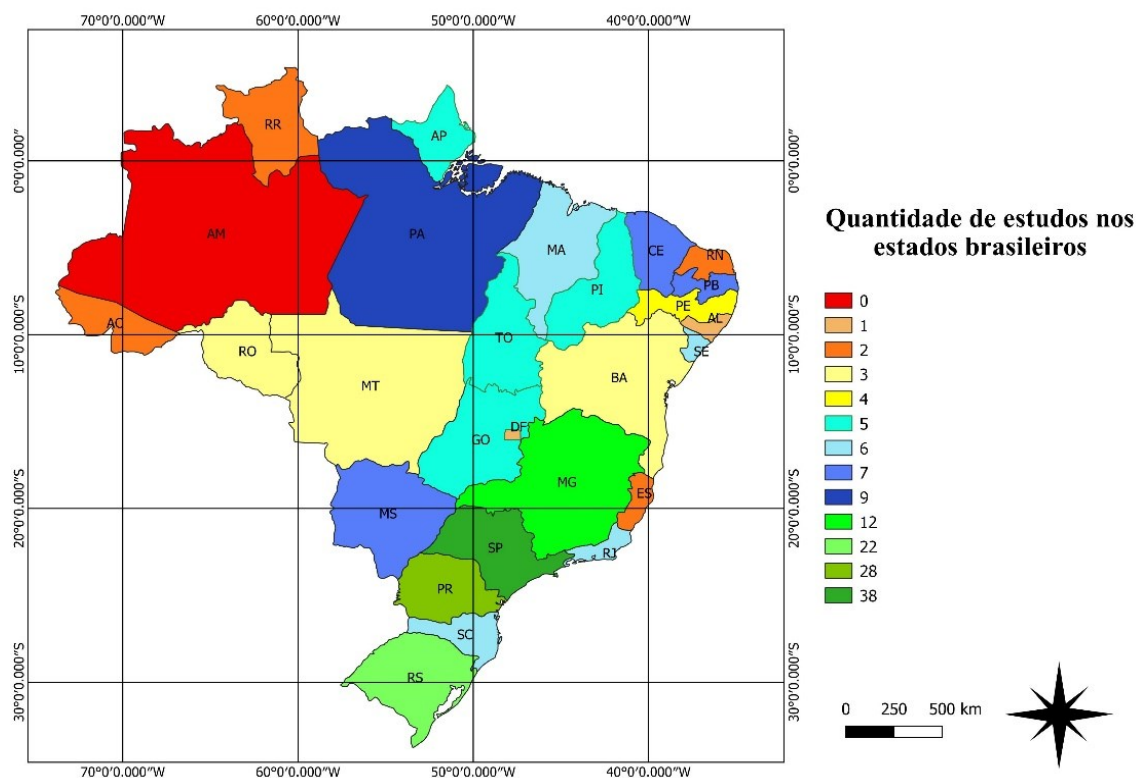 70°0'0.000"W 60°0'0.000"W 50°0'0.000"W 40°0'0.000"W
0°0'0.000"
10°0'0.000"S
20°0'0.000"S
30°0'0.000"S
RR
AP
AM
PA
MA
CE
RN
PB
PI
PE
AL
AC
SE
TO
RO
MT
BA
DF
GO
MG
ES
MS
SP
RJ
PR
SC
RS
0°0'0.000"
10°0'0.000"S
20°0'0.000"S
30°0'0.000"S
70°0'0.000"W 60°0'0.000"W 50°0'0.000"W 40°0'0.000"W
Quantidade de estudos nos
estados brasileiros
0
1
2
3
4
5
6
7
9
12
22
28
38
0 250 500 km